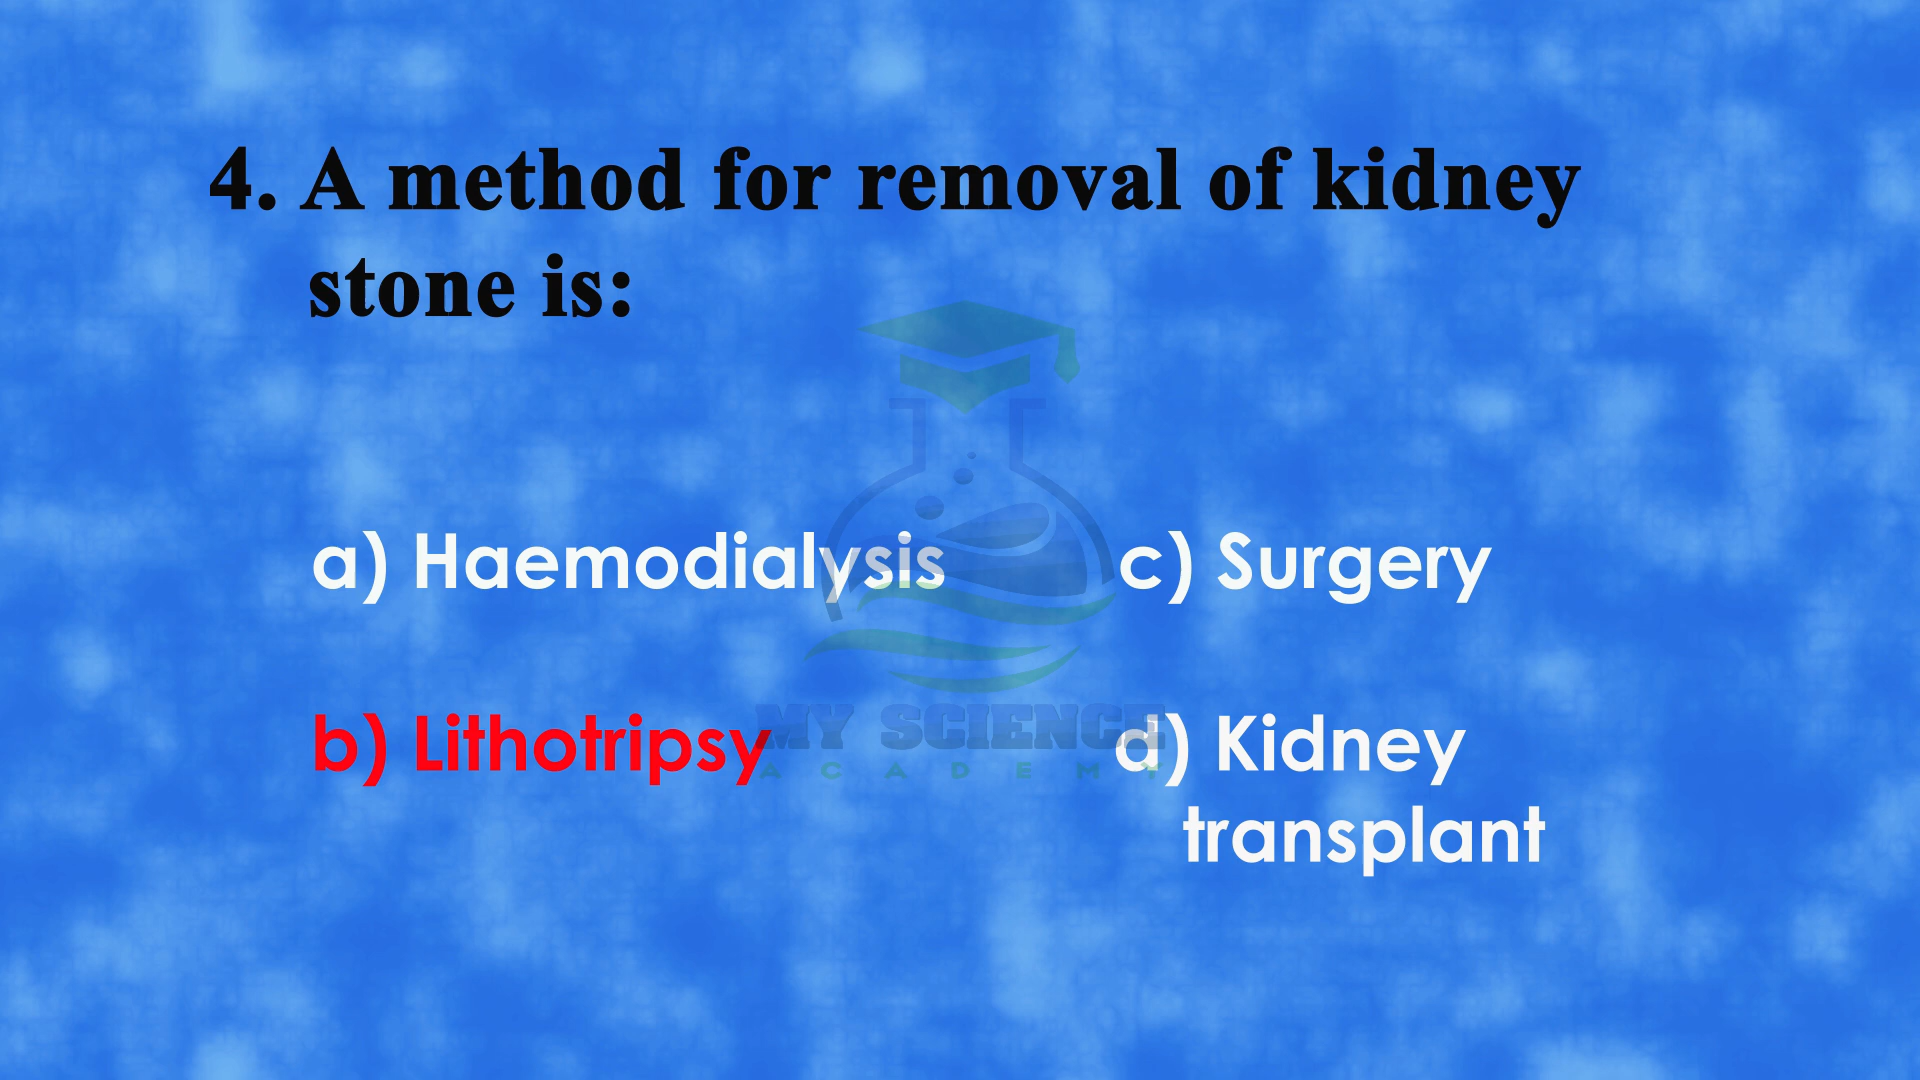 4. A method for removal of kidney
stone is:
a) Haemodialysis
c) Surgery
b) Lithotripsy
d) Kidney
transplant
MY SCIENCE
ACADEMY